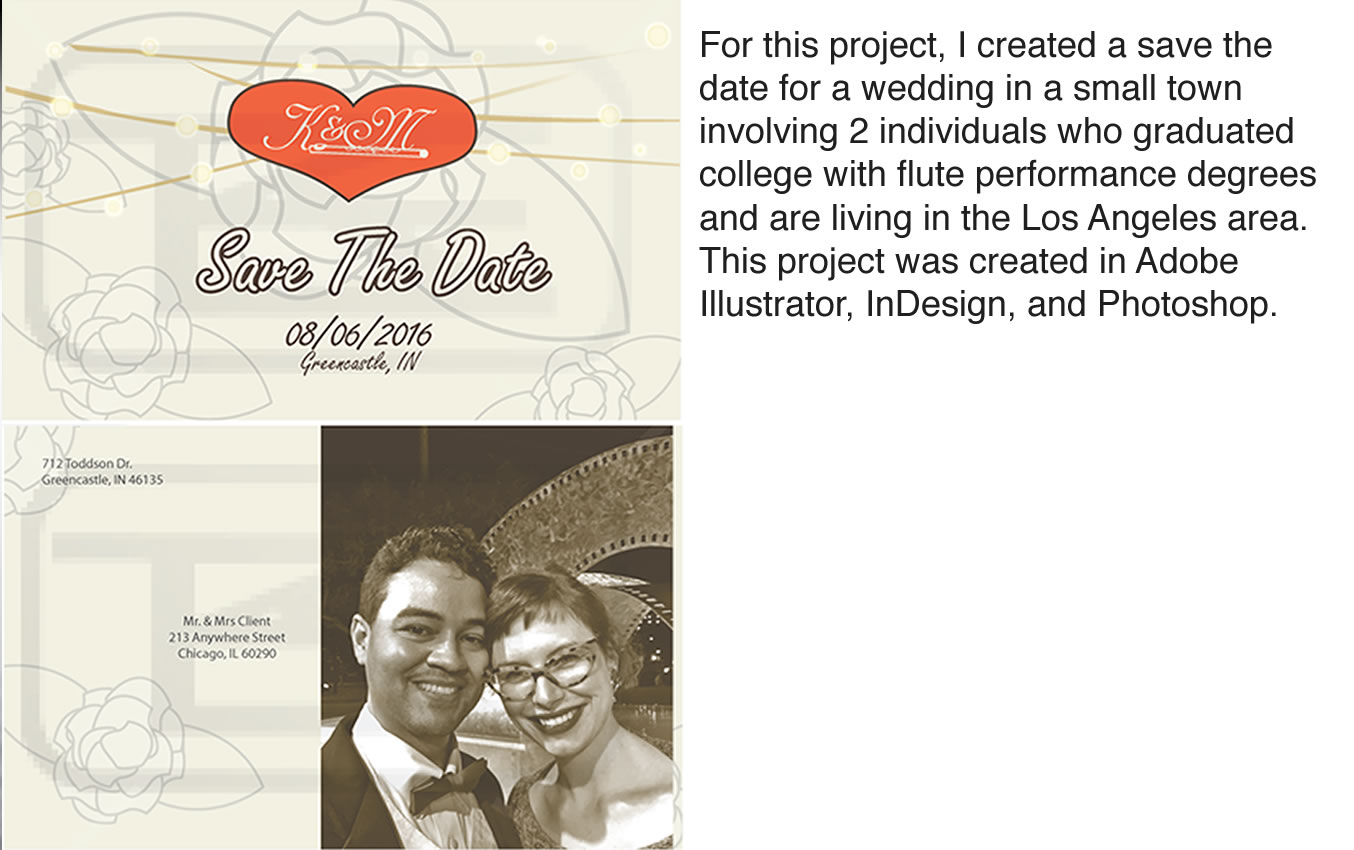 K&M
Save The Date
08/06/2016
Greencastle, IN
712 Toddson Dr.
Greencastle, IN 46135
Mr. & Mrs Client
213 Anywhere Street
Chicago, IL 60290
For this project, I created a save the
date for a wedding in a small town
involving 2 individuals who graduated
college with flute performance degrees
and are living in the Los Angeles area.
This project was created in Adobe
Illustrator, InDesign, and Photoshop.